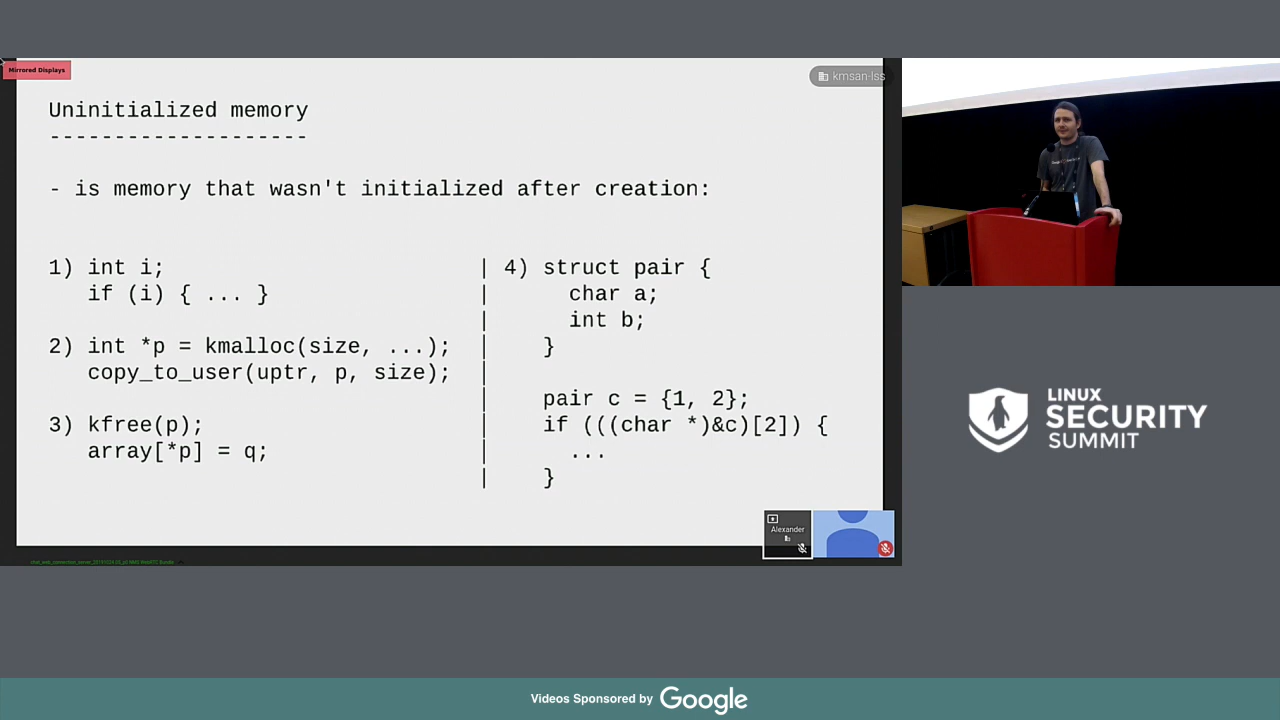 Mirrored Displays
kmsan-lss
Uninitialized memory
--------------------
- is memory that wasn't initialized after creation:
1) int i;
if (i) { ... }
2) int *p = kmalloc(size, ...);
copy_to_user(uptr, p, size);
3) kfree(p);
array[*p] = q;
| 4) struct pair {
| char a;
| int b;
| }
|
| pair c = {1, 2};
| if (((char *)&c)[2]) {
| ...
| }
Alexander
LINUX
SECURITY
SUMMIT
Videos Sponsored by Google